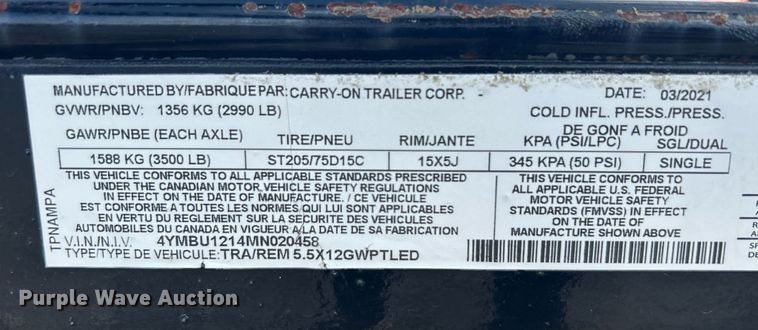 MANUFACTURED BY/FABRIQUE PAR: CARRY-ON TRAILER CORP. - DATE: 03/2021
GVWR/PNBV: 1356 KG (2990 LB) COLD INFL. PRESS./PRESS.
DE GONF A FROID
GAWR/PNBE (EACH AXLE) TIRE/PNEU RIM/JANTE KPA (PSI/LPC) SGL/DUAL
1588 KG (3500 LB) ST205/75D15C 15X5J 345 KPA (50 PSI) SINGLE
THIS VEHICLE CONFORMS TO ALL APPLICABLE STANDARDS PRESCRIBED
UNDER THE CANADIAN MOTOR VEHICLE SAFETY REGULATIONS
IN EFFECT ON THE DATE OF MANUFACTURE. / CE VEHICULE
EST CONFORME A TOUTES LES NORMES QUI LUI SONT APPLICABLES
EN VERTU DU REGLEMENT SUR LA SECURITE DES VEHICULES
AUTOMOBILES DU CANADA EN VIGUEUR A LA DATE DE SA FABRICATION
THIS VEHICLE CONFORMS TO
ALL APPLICABLE U.S. FEDERAL
MOTOR VEHICLE SAFETY
STANDARDS (FMVSS) IN EFFECT
ON THE DATE OF
MANUFACTURE SHOWN ABOVE
V.I.N./N.I.V. 4YMBU1214MN020458
TYPE/TYPE DE VEHICULE: TRA/REM 5.5X12GWPTLED
TPNAMPA
Purple Wave Auction